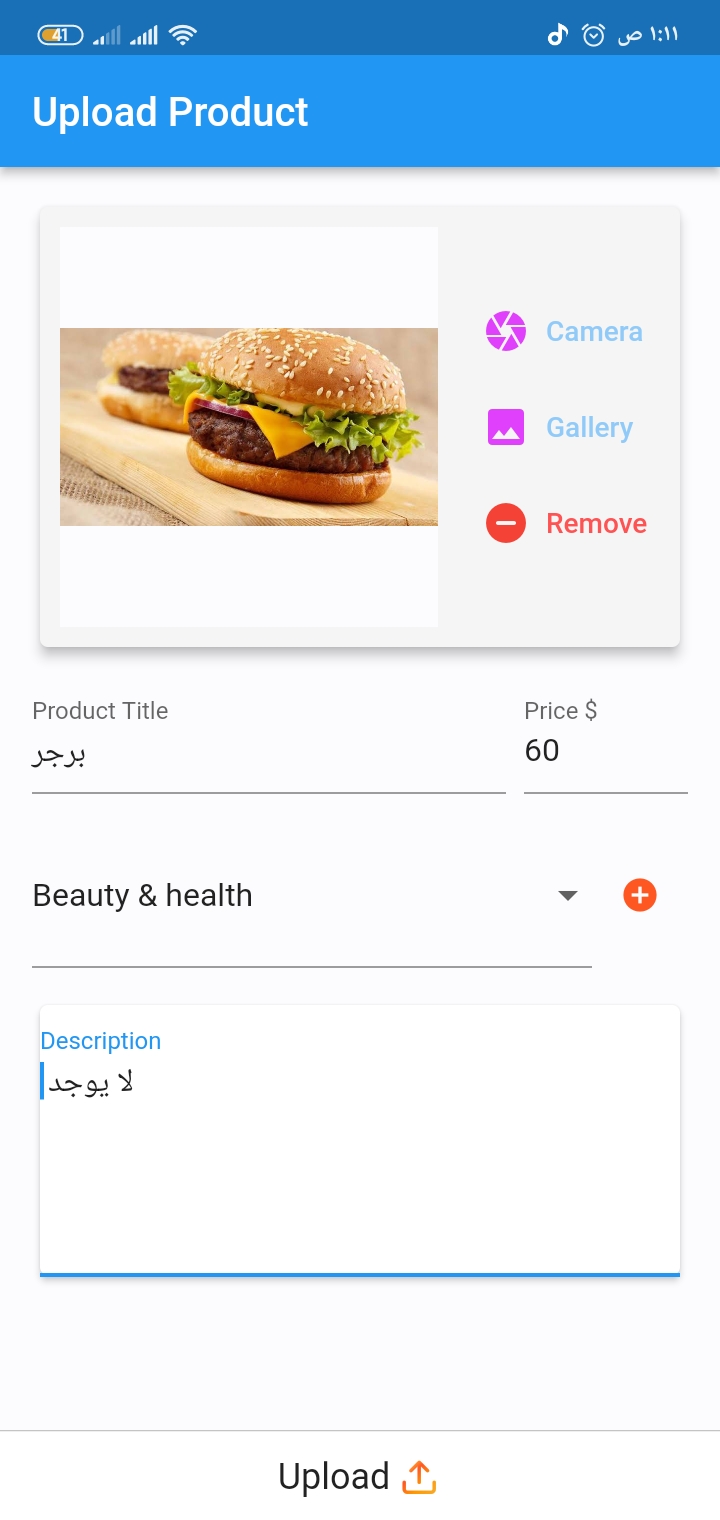 41
١:١١ ص
Upload Product
Camera
Gallery
Remove
Product Title
Price $
برجر
60
Beauty & health
Description
لا يوجد
Upload